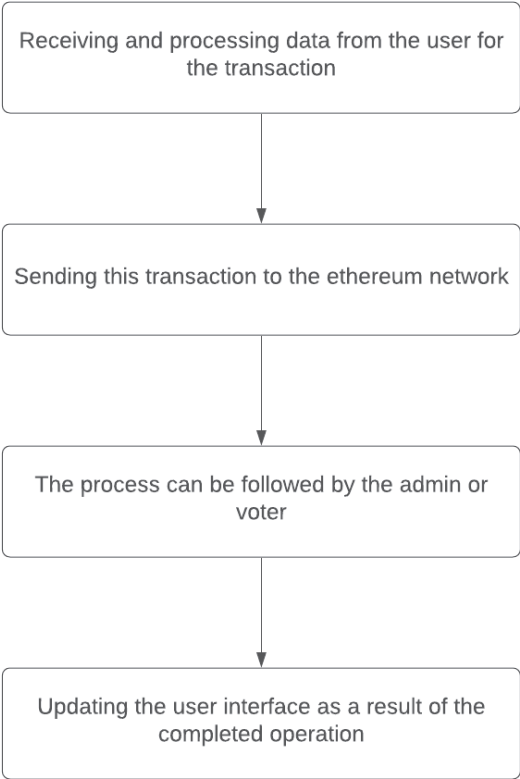 Receiving and processing data from the user for
the transaction
Sending this transaction to the ethereum network
The process can be followed by the admin or
voter
Updating the user interface as a result of the
completed operation